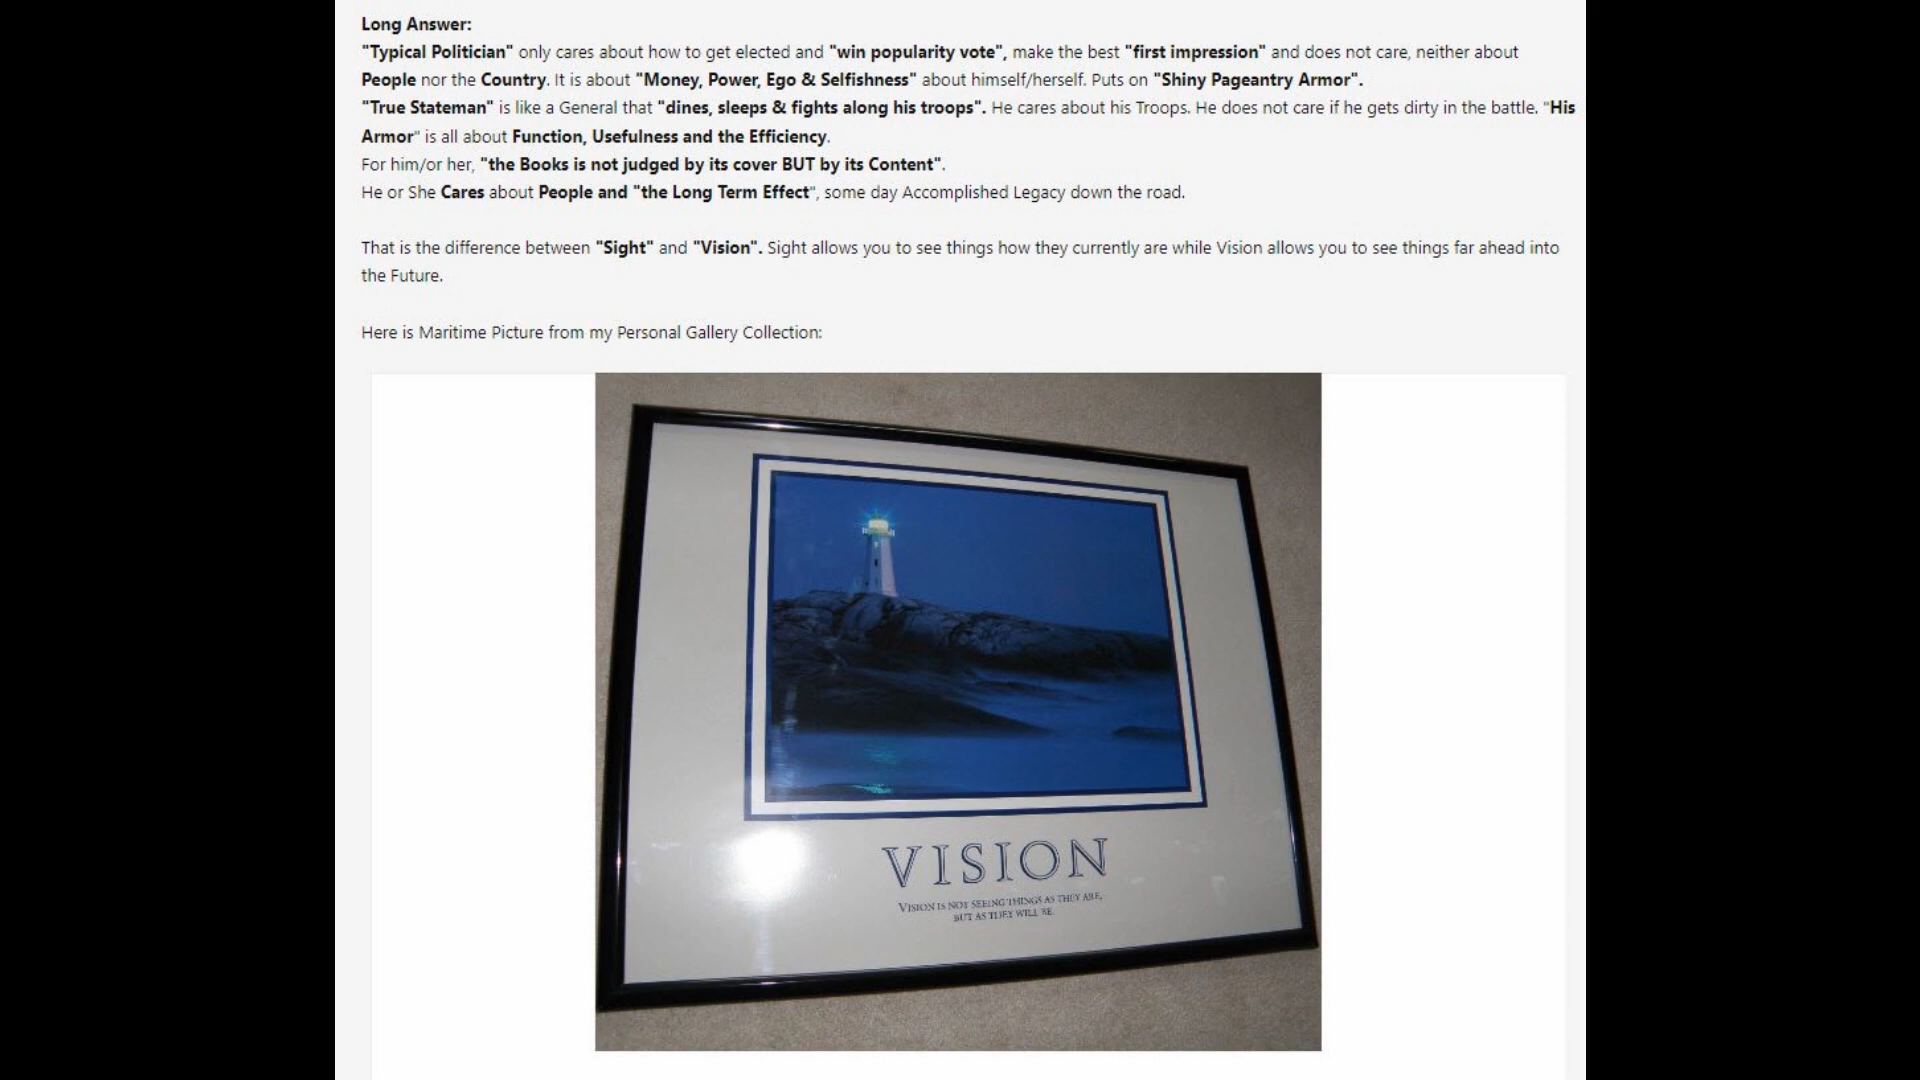 Long Answer:
"Typical Politician" only cares about how to get elected and "win popularity vote", make the best "first impression" and does not care, neither about
People nor the Country. It is about "Money, Power, Ego & Selfishness" about himself/herself. Puts on "Shiny Pageantry Armor".
"True Stateman" is like a General that "dines, sleeps & fights along his troops". He cares about his Troops. He does not care if he gets dirty in the battle. "His
Armor" is all about Function, Usefulness and the Efficiency.
For him/or her, "the Books is not judged by its cover BUT by its Content".
He or She Cares about People and "the Long Term Effect", some day Accomplished Legacy down the road.
That is the difference between "Sight" and "Vision". Sight allows you to see things how they currently are while Vision allows you to see things far ahead into
the Future.
Here is Maritime Picture from my Personal Gallery Collection:
VISION
VISION IS NOT SEEING THINGS AS THEY ARE,
BUT AS THEY WILL BE.